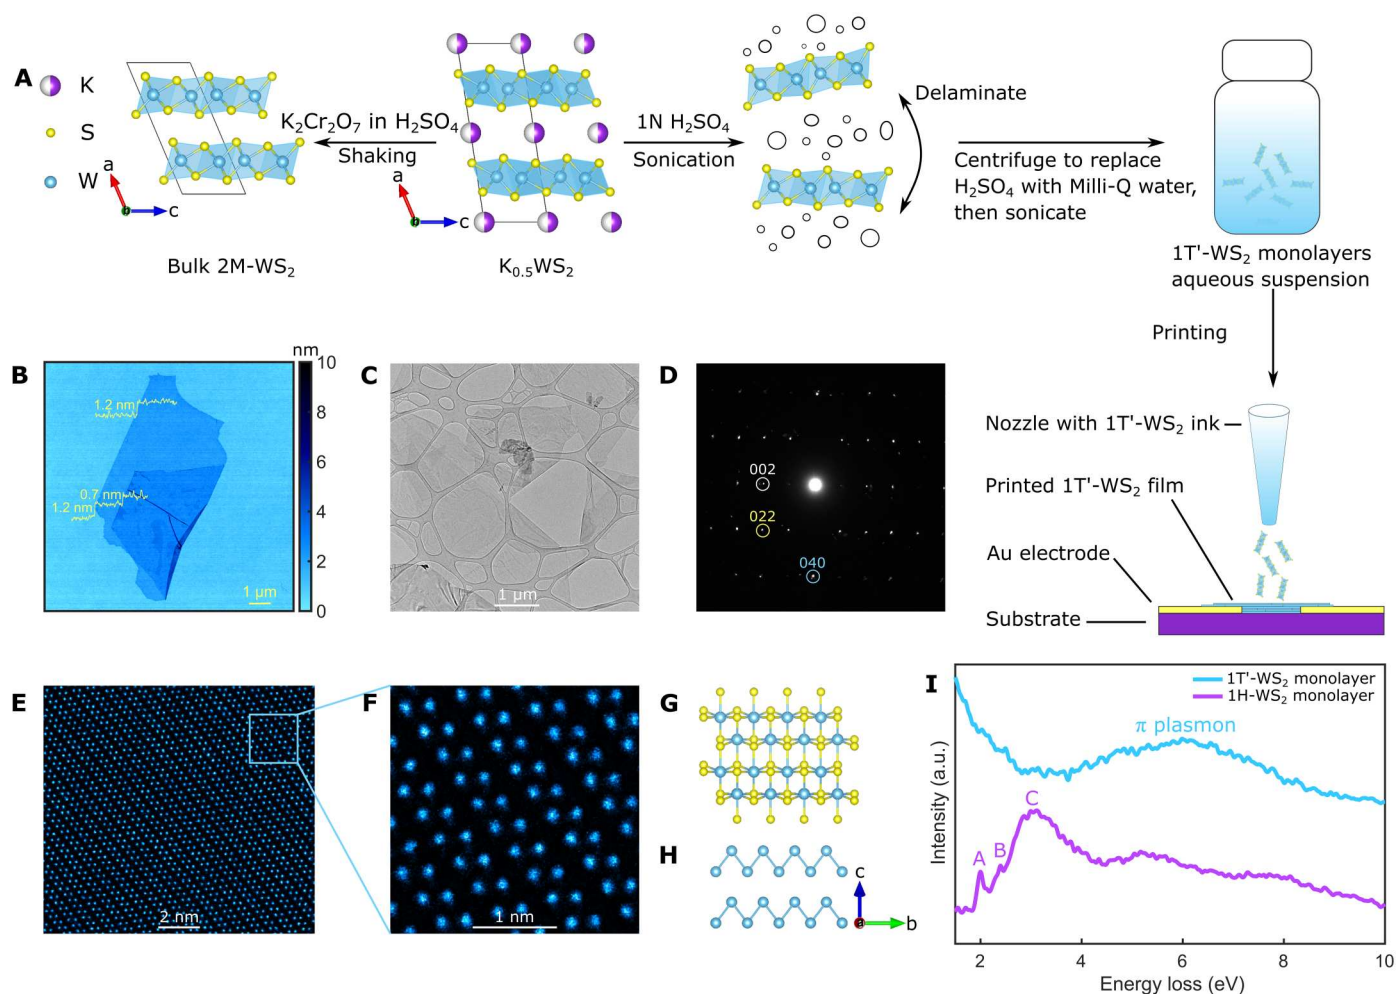 A
K
S
W
a
b
c
Bulk 2M-WS2
K2Cr2O7 in H2SO4
Shaking
a
c
K0.5WS2
1N H2SO4
Sonication
Delaminate
Centrifuge to replace
H2SO4 with Milli-Q water,
then sonicate
1T'-WS2 monolayers
aqueous suspension
Printing
Nozzle with 1T'-WS2 ink
Printed 1T'-WS2 film
Au electrode
Substrate
B
1.2 nm
0.7 nm
1.2 nm
1 μm
nm
10
8
6
4
2
0
C
1 μm
D
002
022
040
E
2 nm
F
1 nm
G
H
c
a
b
I
1T'-WS2 monolayer
1H-WS2 monolayer
π plasmon
A
B
C
Intensity (a.u.)
2
4
6
8
10
Energy loss (eV)